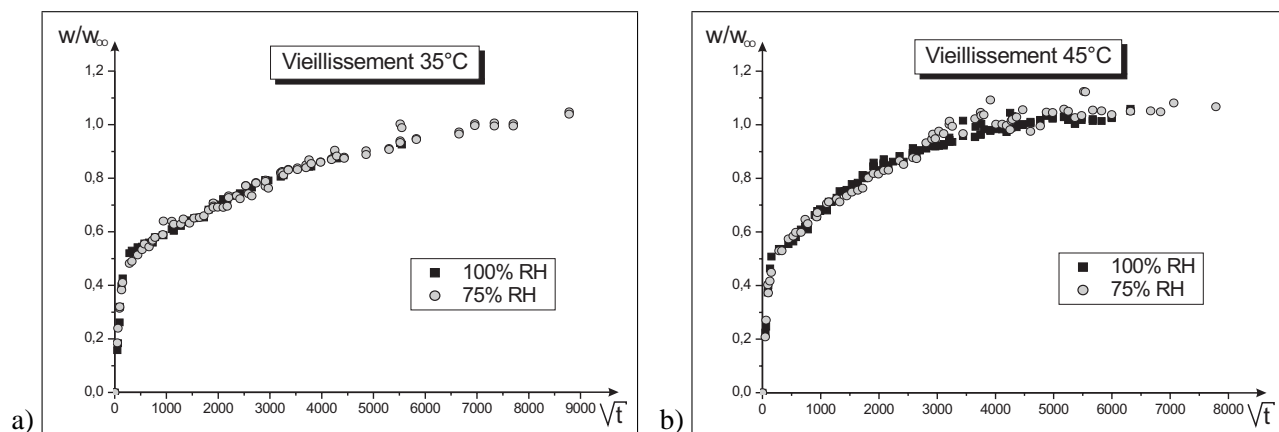 w/w∞
Vieillissement 35°C
1,2
1,0
0,8
0,6
0,4
0,2
0,0
100% RH
75% RH
0 1000 2000 3000 4000 5000 6000 7000 8000 9000
√t
a)
w/w∞
Vieillissement 45°C
1,2
1,0
0,8
0,6
0,4
0,2
0,0
100% RH
75% RH
0 1000 2000 3000 4000 5000 6000 7000 8000
√t
b)